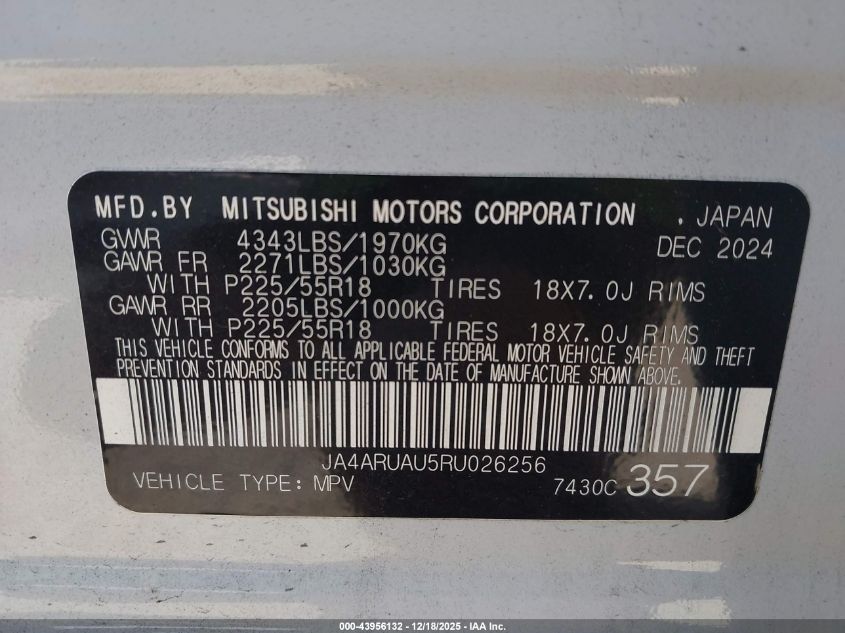 MFD.BY MITSUBISHI MOTORS CORPORATION . JAPAN
GVWR 4343LBS/1970KG DEC 2024
GAWR FR 2271LBS/1030KG
WITH P225/55R18 TIRES 18X7.0J RIMS
GAWR RR 2205LBS/1000KG
WITH P225/55R18 TIRES 18X7.0J RIMS
THIS VEHICLE CONFORMS TO ALL APPLICABLE FEDERAL MOTOR VEHICLE SAFETY AND THEFT
PREVENTION STANDARDS IN EFFECT ON THE DATE OF MANUFACTURE SHOWN ABOVE.
JA4ARUAU5RU026256
VEHICLE TYPE: MPV 7430C 357
000-43956132 - 12/18/2025 - IAA Inc.